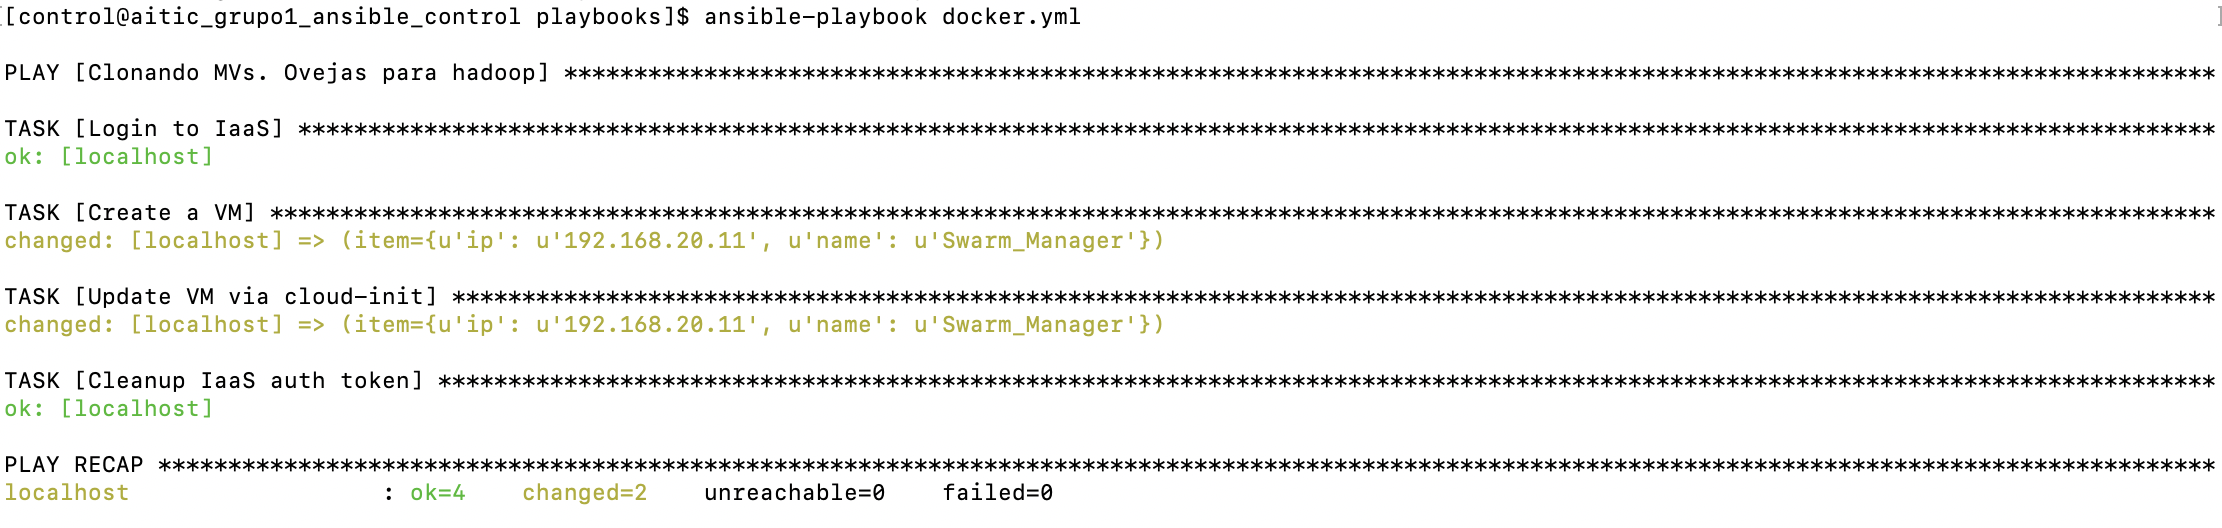 [control@aitic_grupo1_ansible_control playbooks]$ ansible-playbook docker.yml
PLAY [Clonando MVs. Ovejas para hadoop] **********************************************************************************************************************
TASK [Login to IaaS] *****************************************************************************************************************************************
ok: [localhost]
TASK [Create a VM] *******************************************************************************************************************************************
changed: [localhost] => (item={u'ip': u'192.168.20.11', u'name': u'Swarm_Manager'})
TASK [Update VM via cloud-init] ******************************************************************************************************************************
changed: [localhost] => (item={u'ip': u'192.168.20.11', u'name': u'Swarm_Manager'})
TASK [Cleanup IaaS auth token] *******************************************************************************************************************************
ok: [localhost]
PLAY RECAP ***************************************************************************************************************************************************
localhost                  : ok=4    changed=2    unreachable=0    failed=0